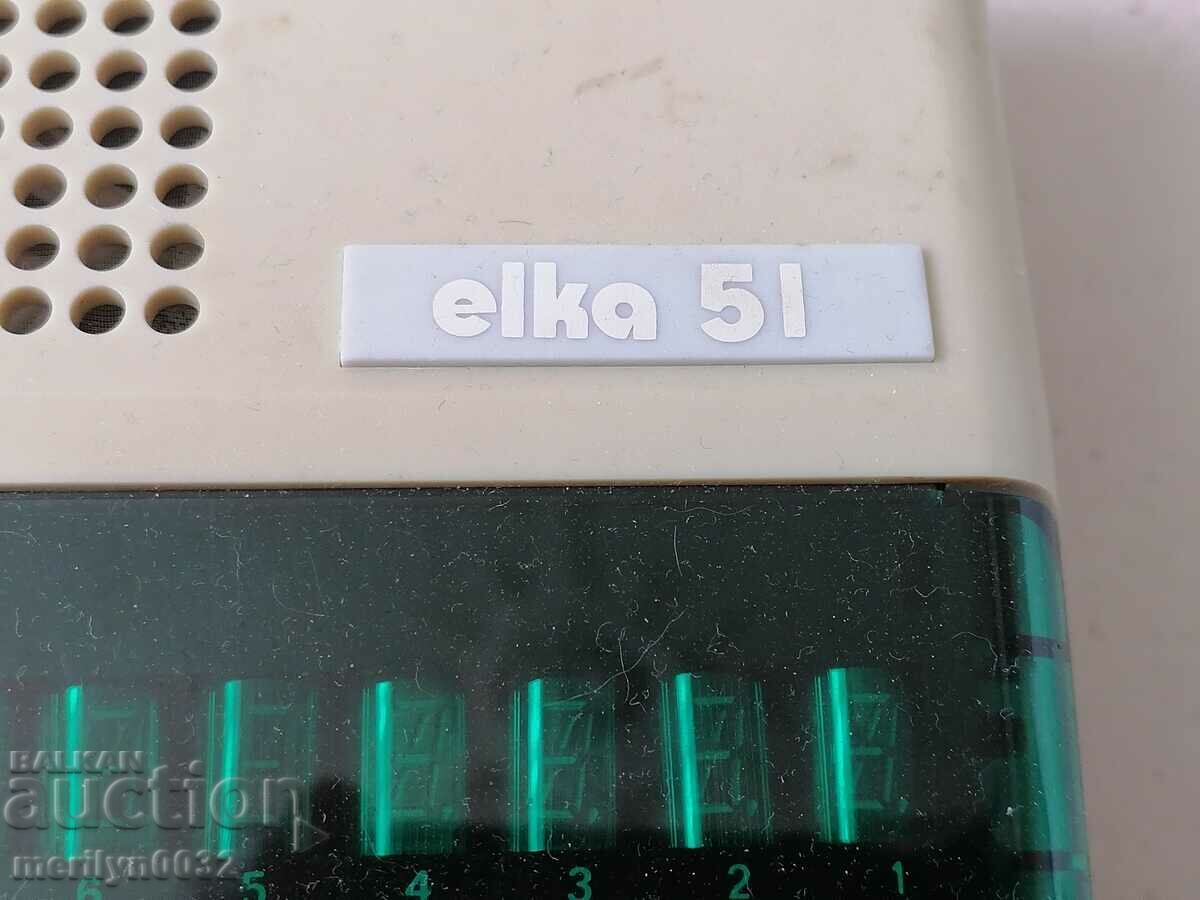 elka 51
BALKAN
auction
merilyn0032
6 5 4 3 2 1